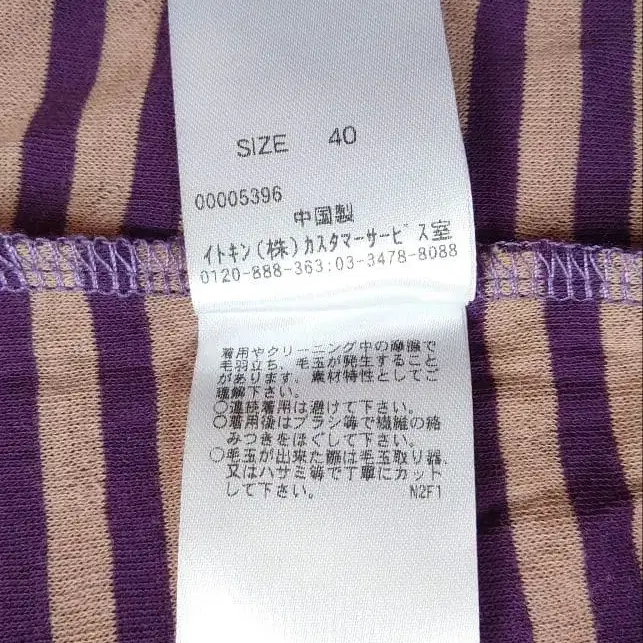 SIZE 40
00005396
中国製
イトキン(株)カスタマーサービス室
0120-888-363:03-3478-8088
着用やクリーニング中の摩擦で
毛羽立ち、毛玉が発生すること
があります。素材特性としてご
理解下さい。
○連続着用は避けて下さい。
○着用後はブラシ等で繊維の絡
みつきをほぐして下さい。
○毛玉が出来た際は毛玉取り器
又はハサミ等で丁寧にカット
して下さい。 N2F1